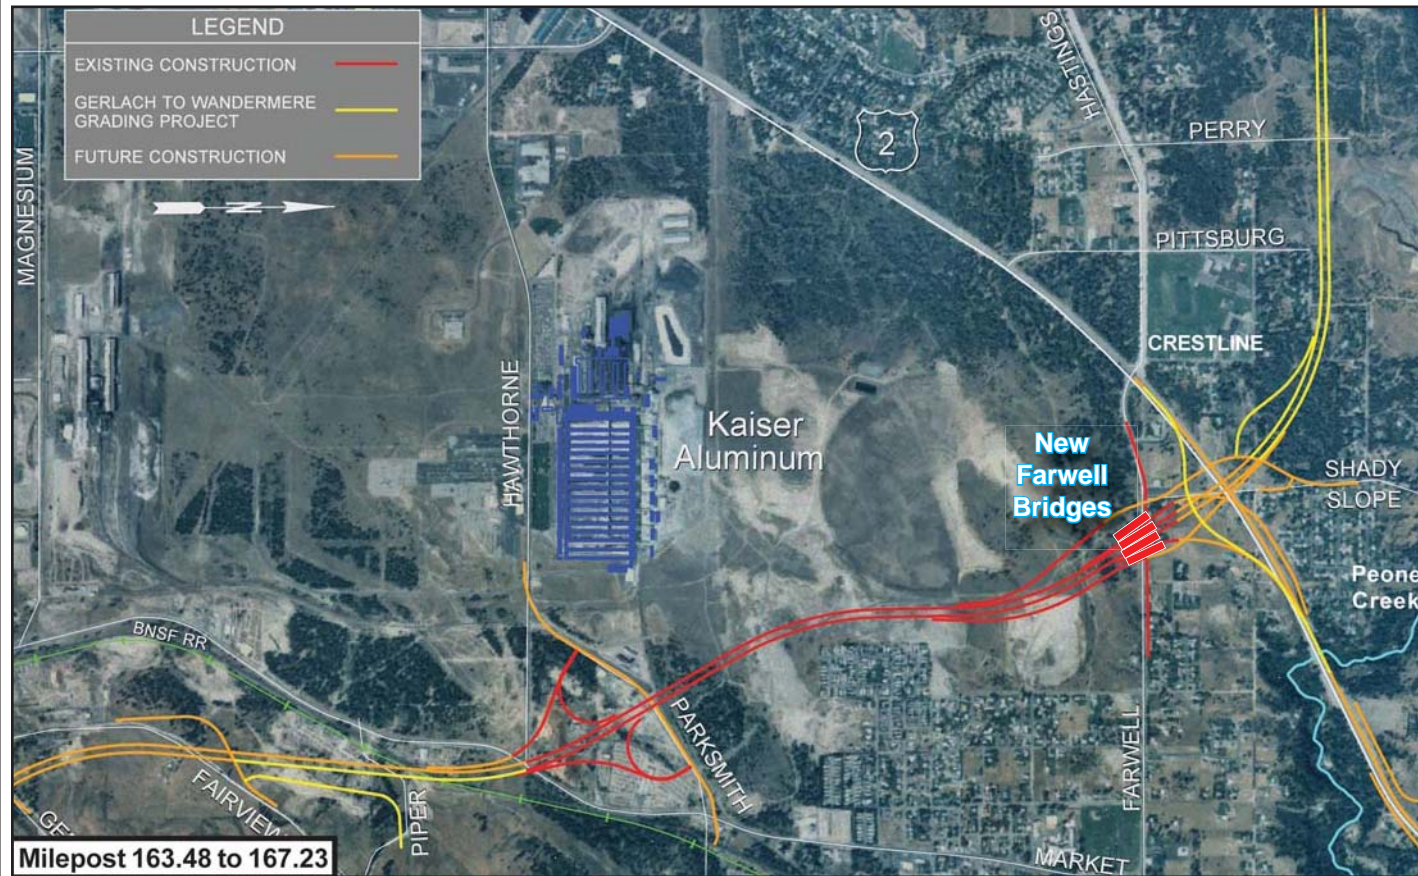 LEGEND
EXISTING CONSTRUCTION
GERLACH TO WANDERMERE
GRADING PROJECT
FUTURE CONSTRUCTION
N
MAGNESIUM
HASTINGS
2
PERRY
PITTSBURG
CRESTLINE
HAWTHORNE
Kaiser
Aluminum
New
Farwell
Bridges
SHADY
SLOPE
Peone
Creek
BNSF RR
PARKSMITH
FARWELL
FAIRVIEW
PIPER
GE
MARKET
Milepost 163.48 to 167.23